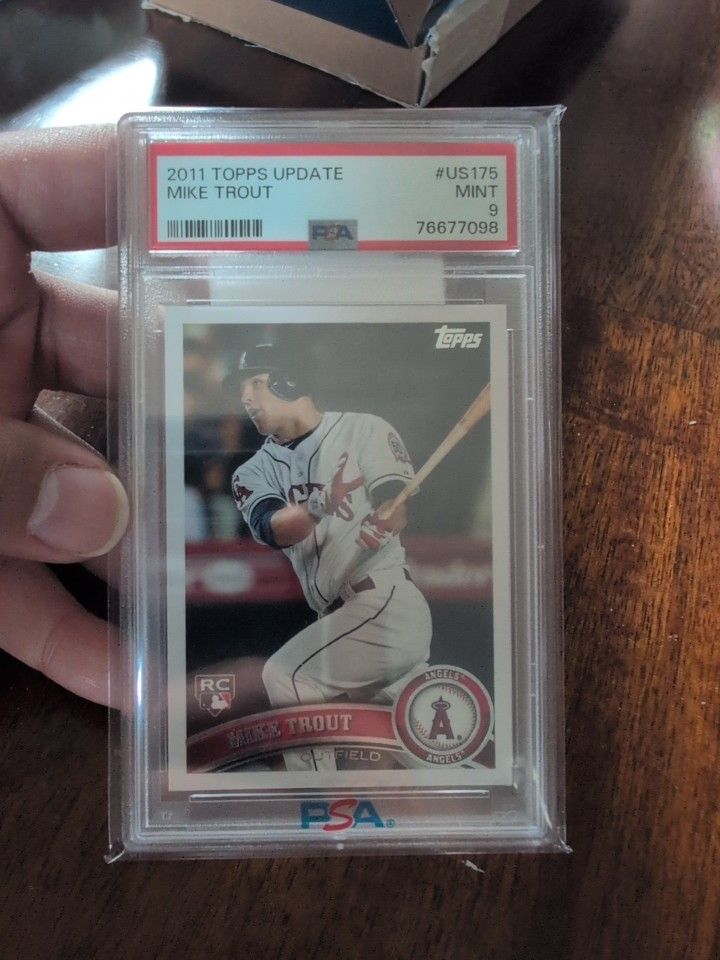 2011 TOPPS UPDATE #US175
MIKE TROUT MINT
9
PSA 76677098
topps
RC
MIKE TROUT
OUTFIELD
ANGELS
A
ANGELS
PSA